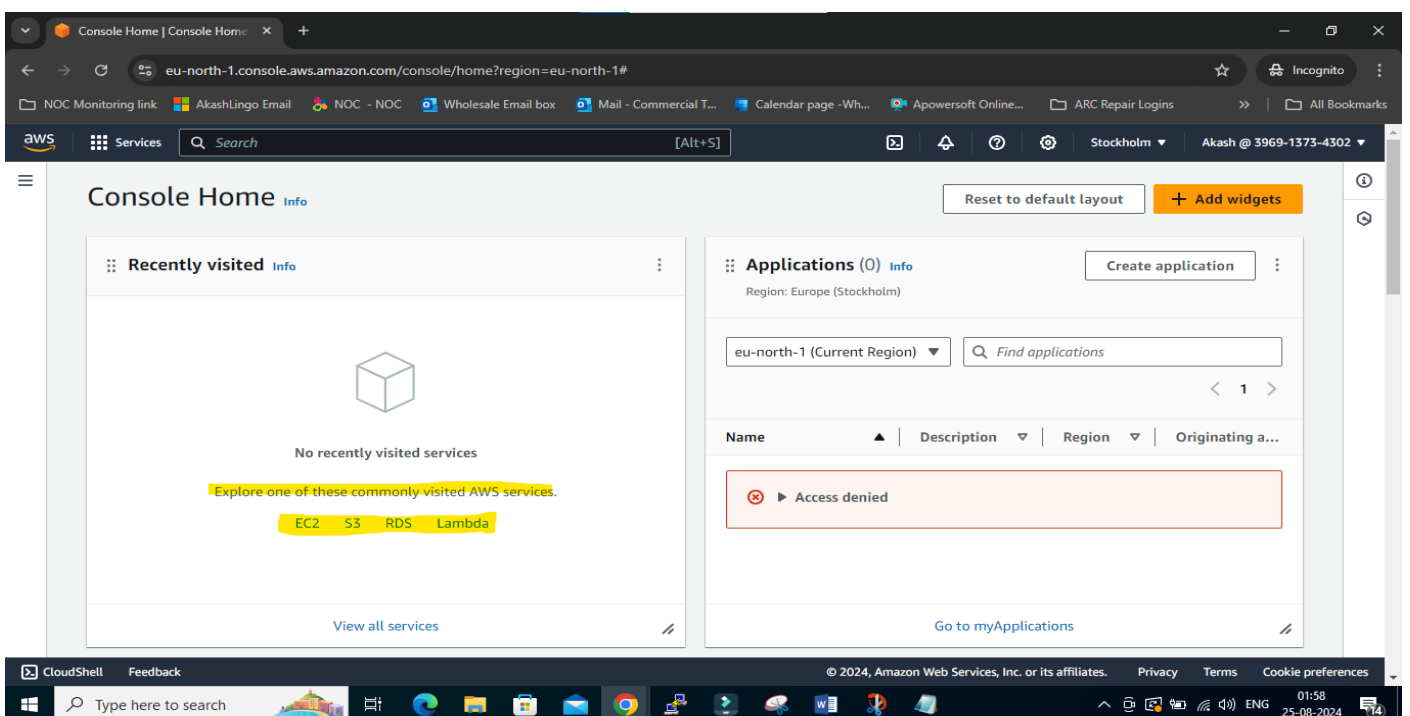 Console Home | Console Home
eu-north-1.console.aws.amazon.com/console/home?region=eu-north-1#
Incognito
NOC Monitoring link AkashLingo Email NOC - NOC Wholesale Email box Mail - Commercial T... Calendar page -Wh... Apowersoft Online... ARC Repair Logins » All Bookmarks
aws Services Search [Alt+S] Stockholm ▼ Akash @ 3969-1373-4302 ▼
Console Home Info
Reset to default layout + Add widgets
Recently visited Info
No recently visited services
Explore one of these commonly visited AWS services.
EC2 S3 RDS Lambda
View all services
Applications (0) Info
Create application
Region: Europe (Stockholm)
eu-north-1 (Current Region) Find applications
1
Name Description Region Originating a...
Access denied
Go to myApplications
CloudShell Feedback © 2024, Amazon Web Services, Inc. or its affiliates. Privacy Terms Cookie preferences
Type here to search
ENG
01:58
25-08-2024
14